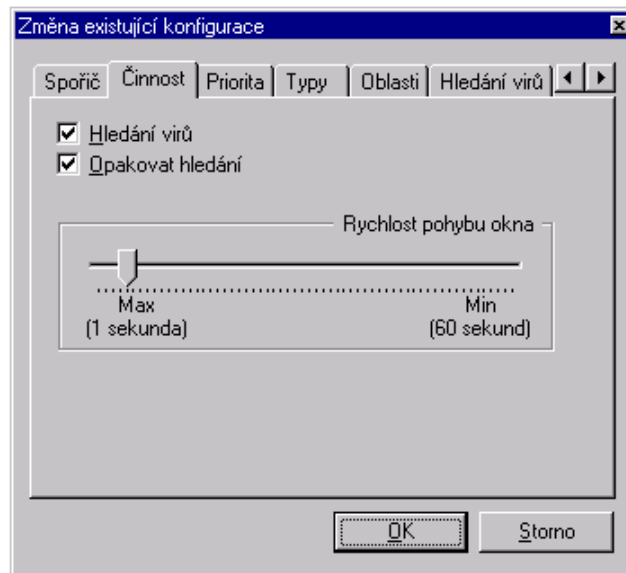 Změna existující konfigurace
Spořič Činnost Priorita Typy Oblasti Hledání virů
Hledání virů
Opakovat hledání
Rychlost pohybu okna
Max Min
(1 sekunda) (60 sekund)
OK Storno